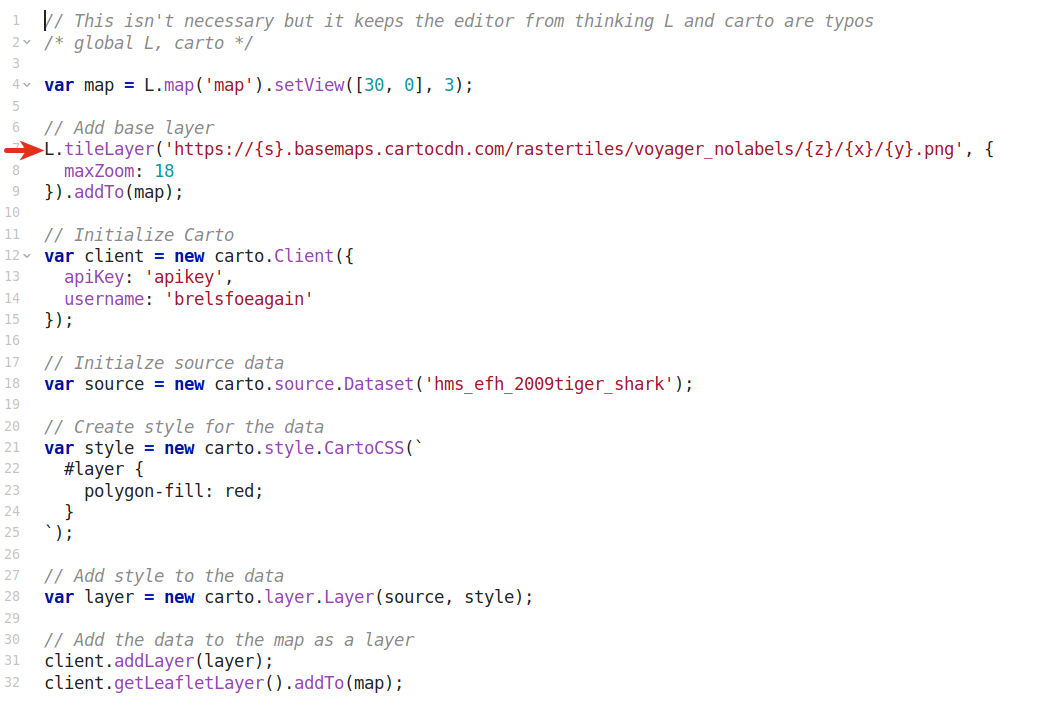 1 // This isn't necessary but it keeps the editor from thinking L and carto are typos
2 /* global L, carto */
3
4 var map = L.map('map').setView([30, 0], 3);
5
6 // Add base layer
7 L.tileLayer('https://{s}.basemaps.cartocdn.com/rastertiles/voyager_nolabels/{z}/{x}/{y}.png', {
8   maxZoom: 18
9 }).addTo(map);
10
11 // Initialize Carto
12 var client = new carto.Client({
13   apiKey: 'apikey',
14   username: 'brelsfoeagain'
15 });
16
17 // Initialze source data
18 var source = new carto.source.Dataset('hms_efh_2009tiger_shark');
19
20 // Create style for the data
21 var style = new carto.style.CartoCSS(`
22   #layer {
23     polygon-fill: red;
24   }
25 `);
26
27 // Add style to the data
28 var layer = new carto.layer.Layer(source, style);
29
30 // Add the data to the map as a layer
31 client.addLayer(layer);
32 client.getLeafletLayer().addTo(map);